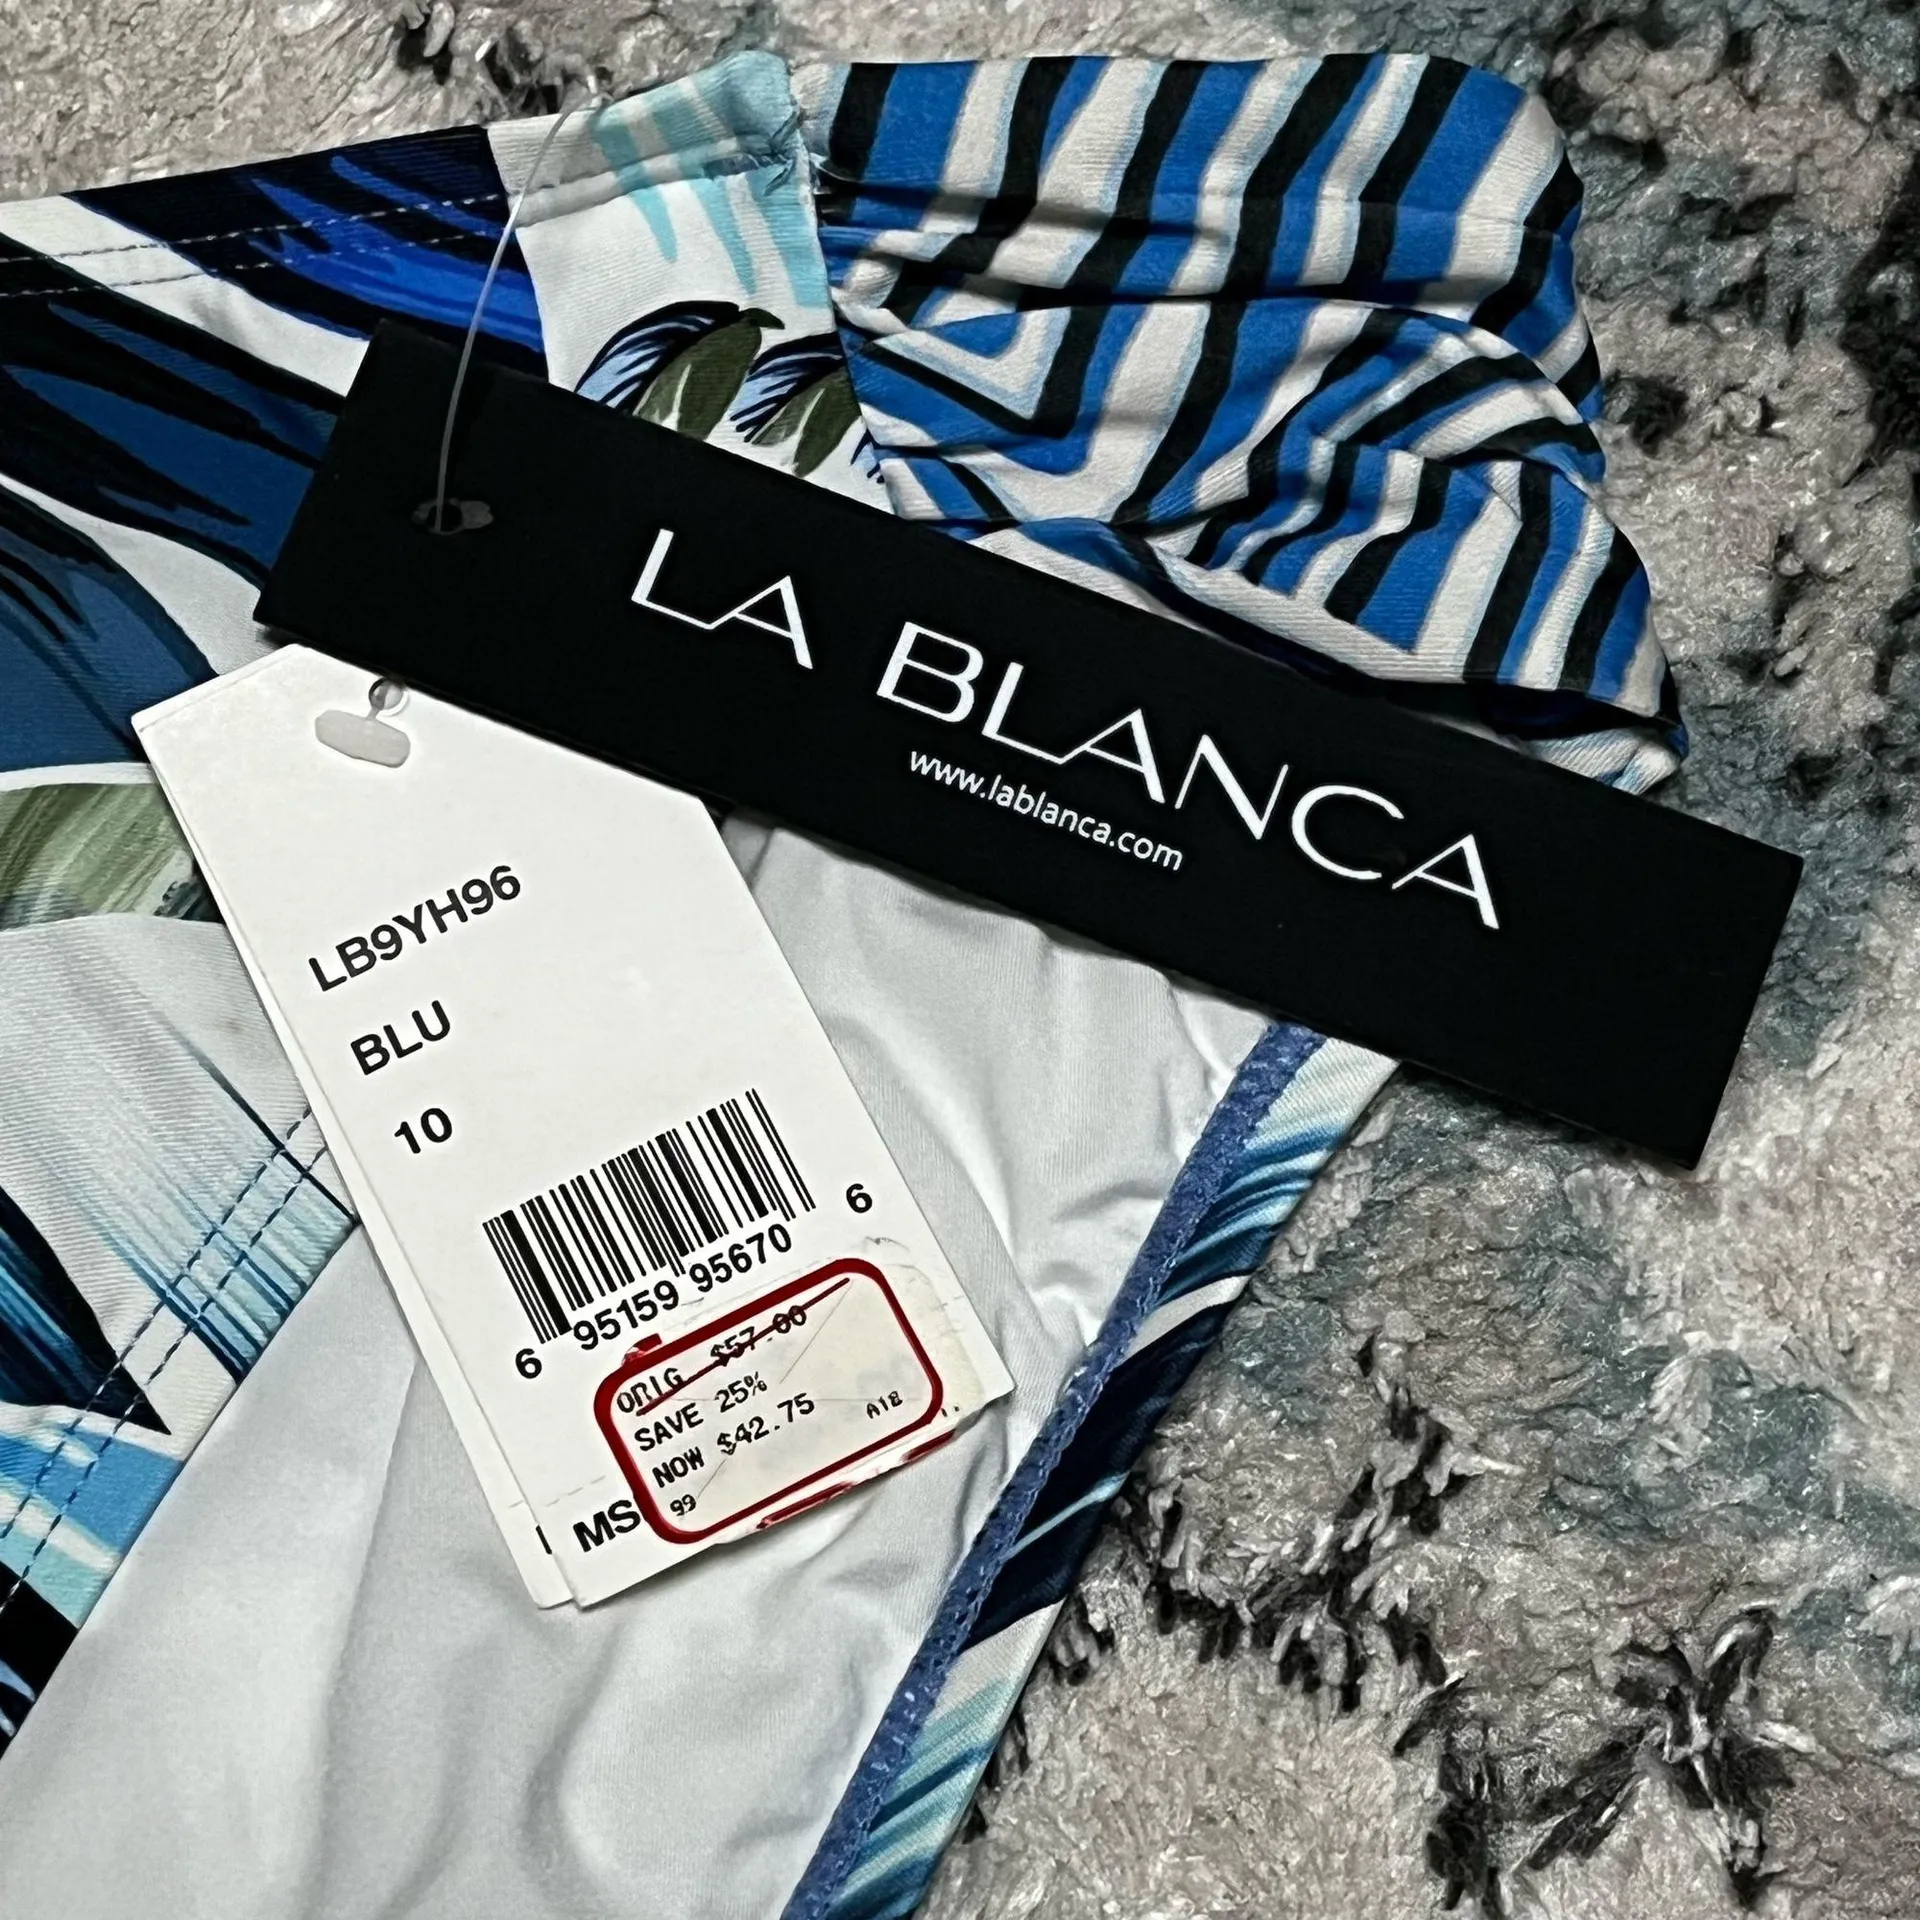 LA BLANCA
www.lablanca.com
LB9YH96
BLU
10
6 95159 95670 6
ORIG $57.00
SAVE 25%
NOW $42.75
A18
99